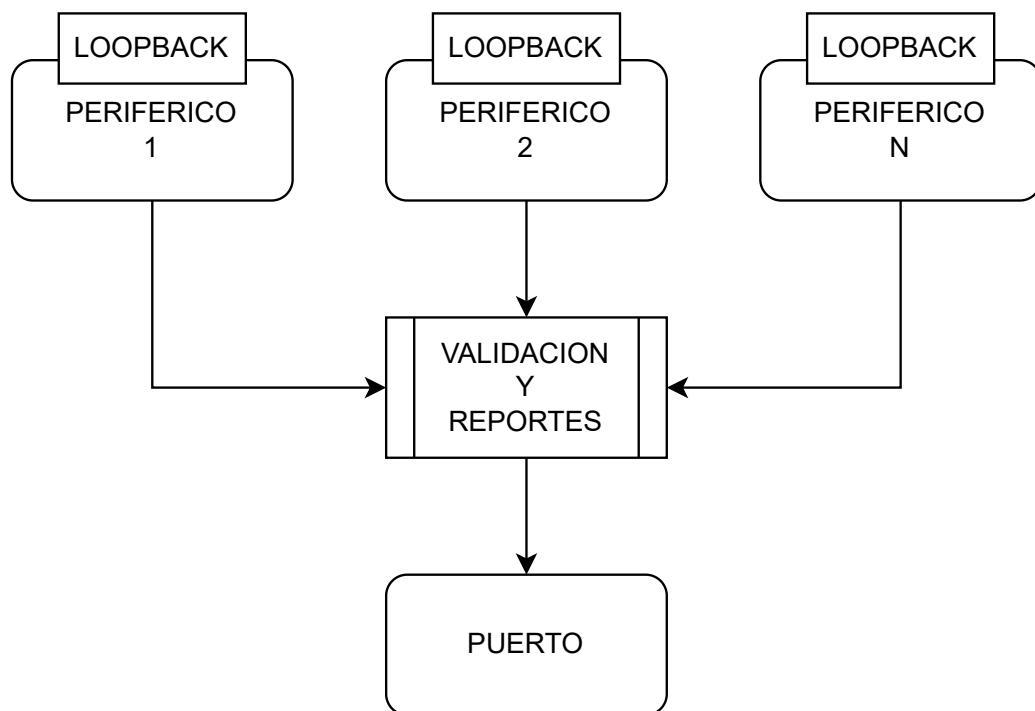 LOOPBACK
PERIFERICO
1
LOOPBACK
PERIFERICO
2
LOOPBACK
PERIFERICO
N
VALIDACION
Y
REPORTES
PUERTO